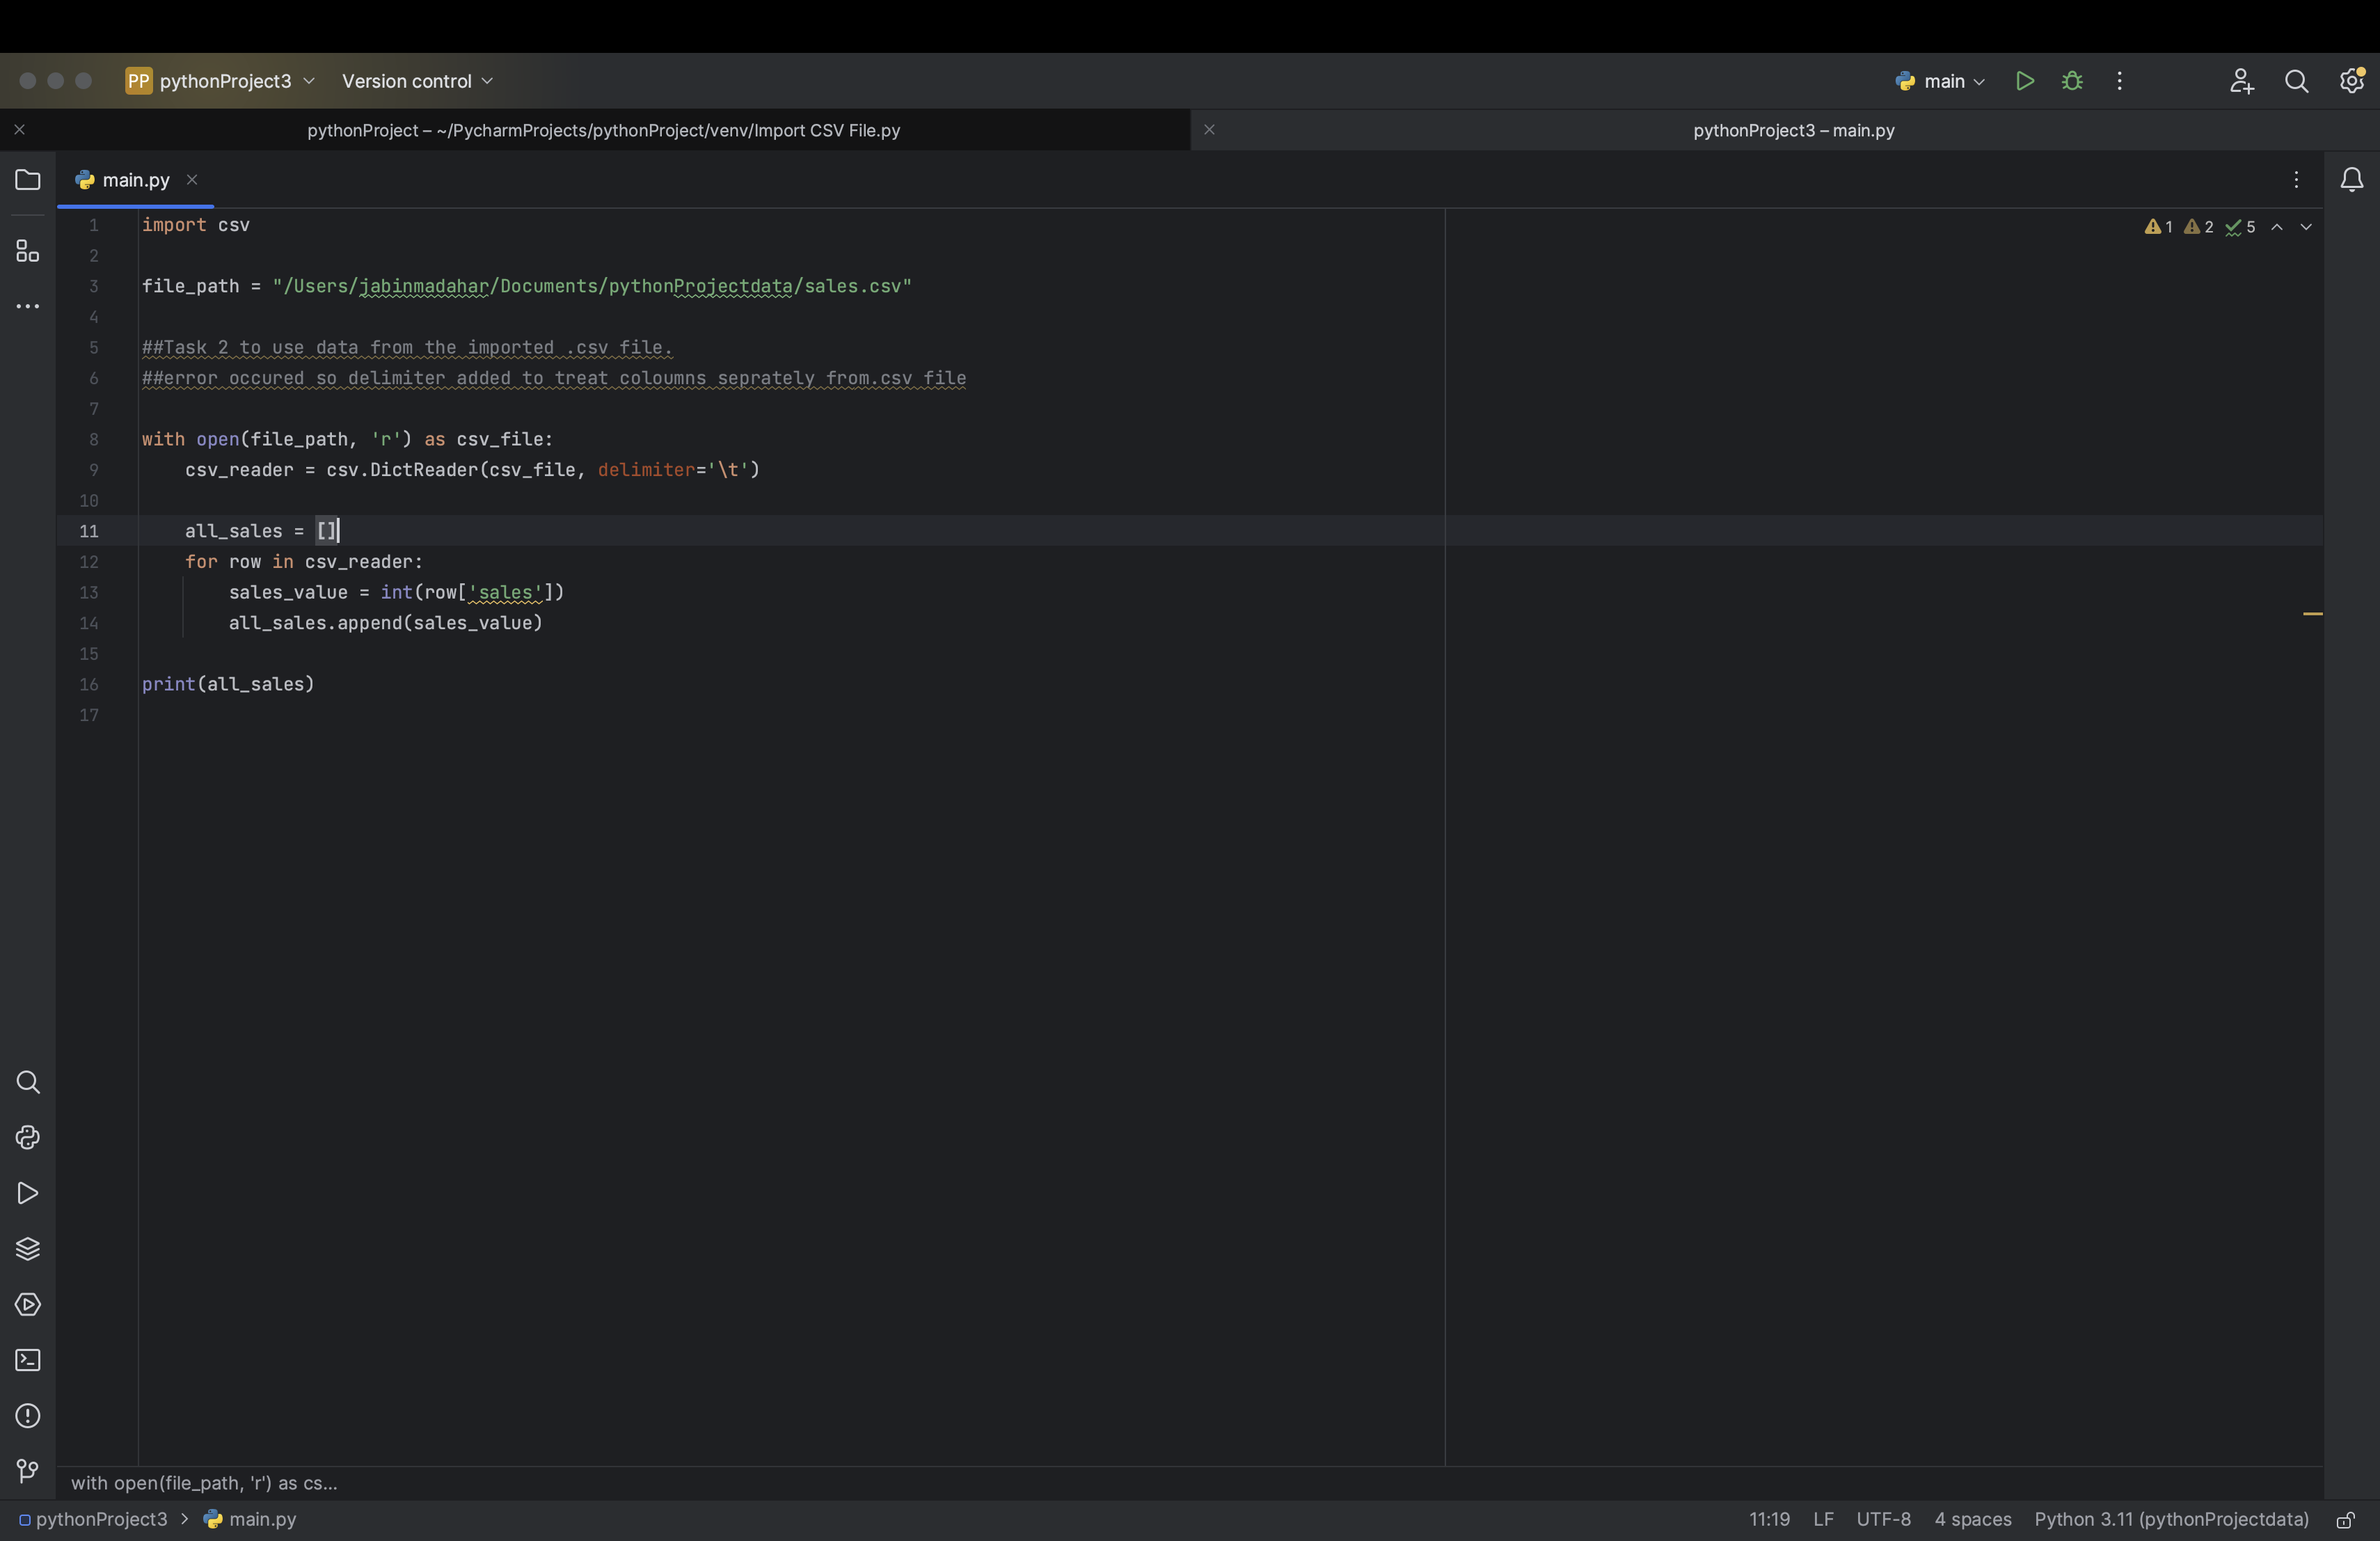 PP pythonProject3 Version control main
pythonProject – ~/PycharmProjects/pythonProject/venv/Import CSV File.py
pythonProject3 – main.py
main.py
1 2 5
1 import csv
2
3 file_path = "/Users/jabinmadahar/Documents/pythonProjectdata/sales.csv"
4
5 ##Task 2 to use data from the imported .csv file.
6 ##error occured so delimiter added to treat coloumns seprately from.csv file
7
8 with open(file_path, 'r') as csv_file:
9     csv_reader = csv.DictReader(csv_file, delimiter='\t')
10
11     all_sales = []
12     for row in csv_reader:
13         sales_value = int(row['sales'])
14         all_sales.append(sales_value)
15
16 print(all_sales)
17
with open(file_path, 'r') as cs...
pythonProject3 > main.py 11:19 LF UTF-8 4 spaces Python 3.11 (pythonProjectdata)